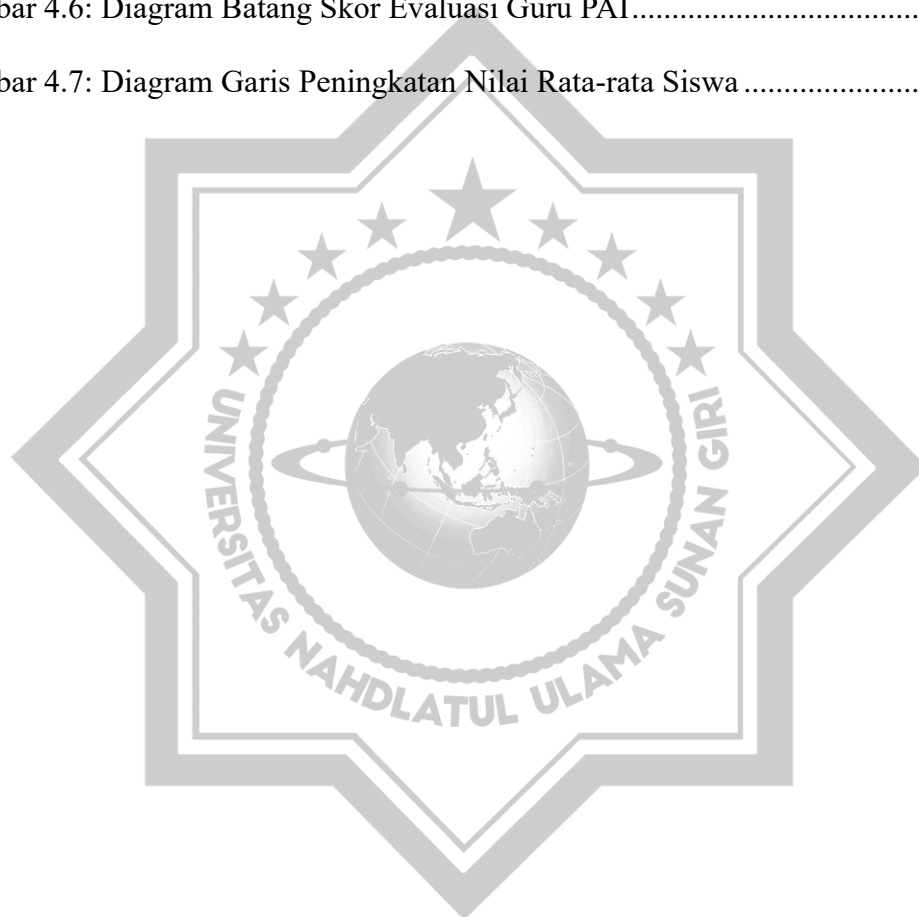 bar 4.6: Diagram Batang Skor Evaluasi Guru PAI....................................
bar 4.7: Diagram Garis Peningkatan Nilai Rata-rata Siswa......................
UNIVERSITAS NAHDLATUL ULAMA SUNAN GIRI